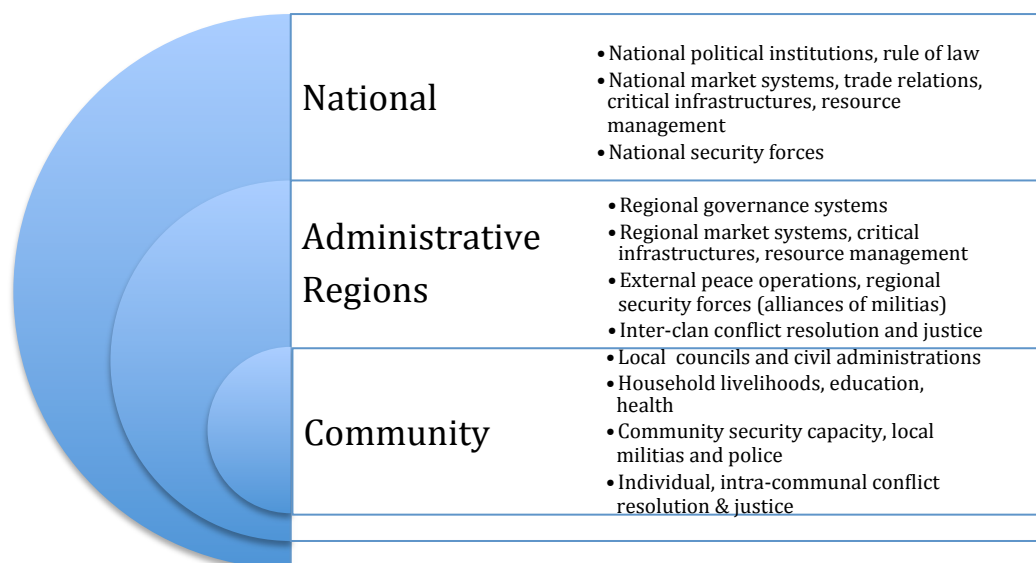 National
• National political institutions, rule of law
• National market systems, trade relations,
critical infrastructures, resource
management
• National security forces
Administrative
Regions
• Regional governance systems
• Regional market systems, critical
infrastructures, resource management
• External peace operations, regional
security forces (alliances of militias)
• Inter-clan conflict resolution and justice
Community
• Local  councils and civil administrations
• Household livelihoods, education,
health
• Community security capacity, local
militias and police
• Individual, intra-communal conflict
resolution & justice